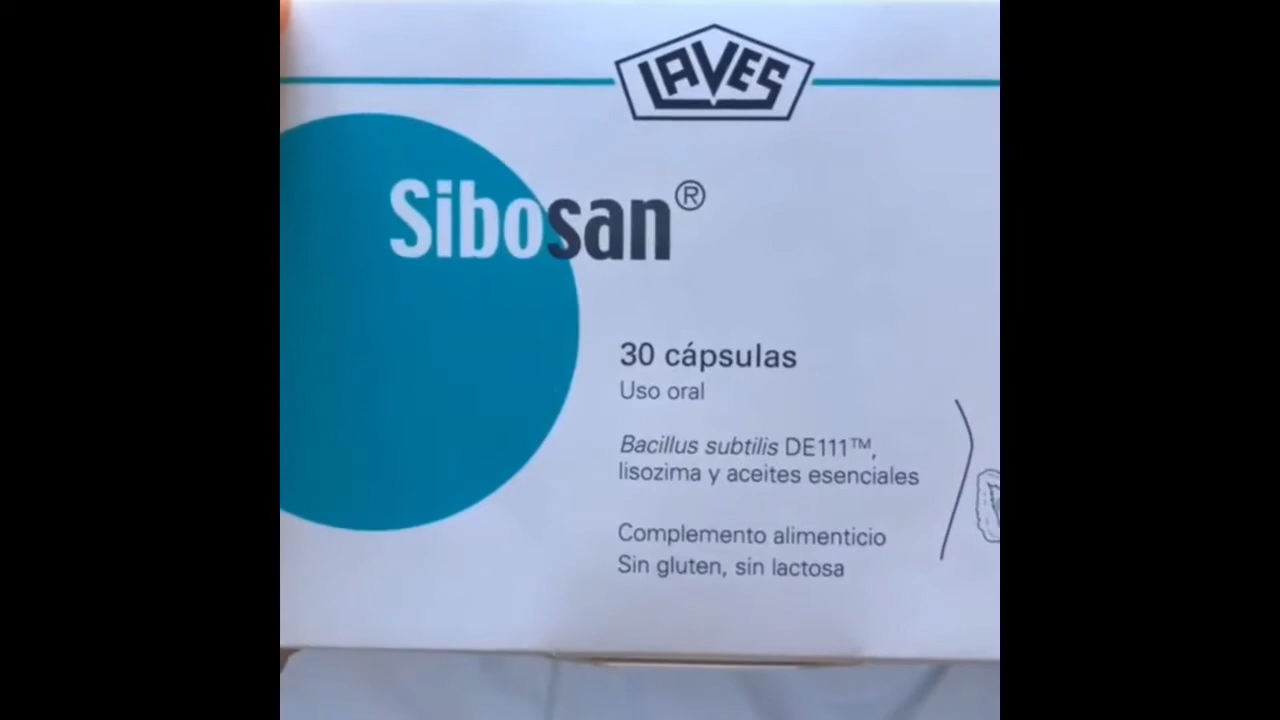 LAVES
Sibosan®
30 cápsulas
Uso oral
Bacillus subtilis DE111™,
lisozima y aceites esenciales
Complemento alimenticio
Sin gluten, sin lactosa